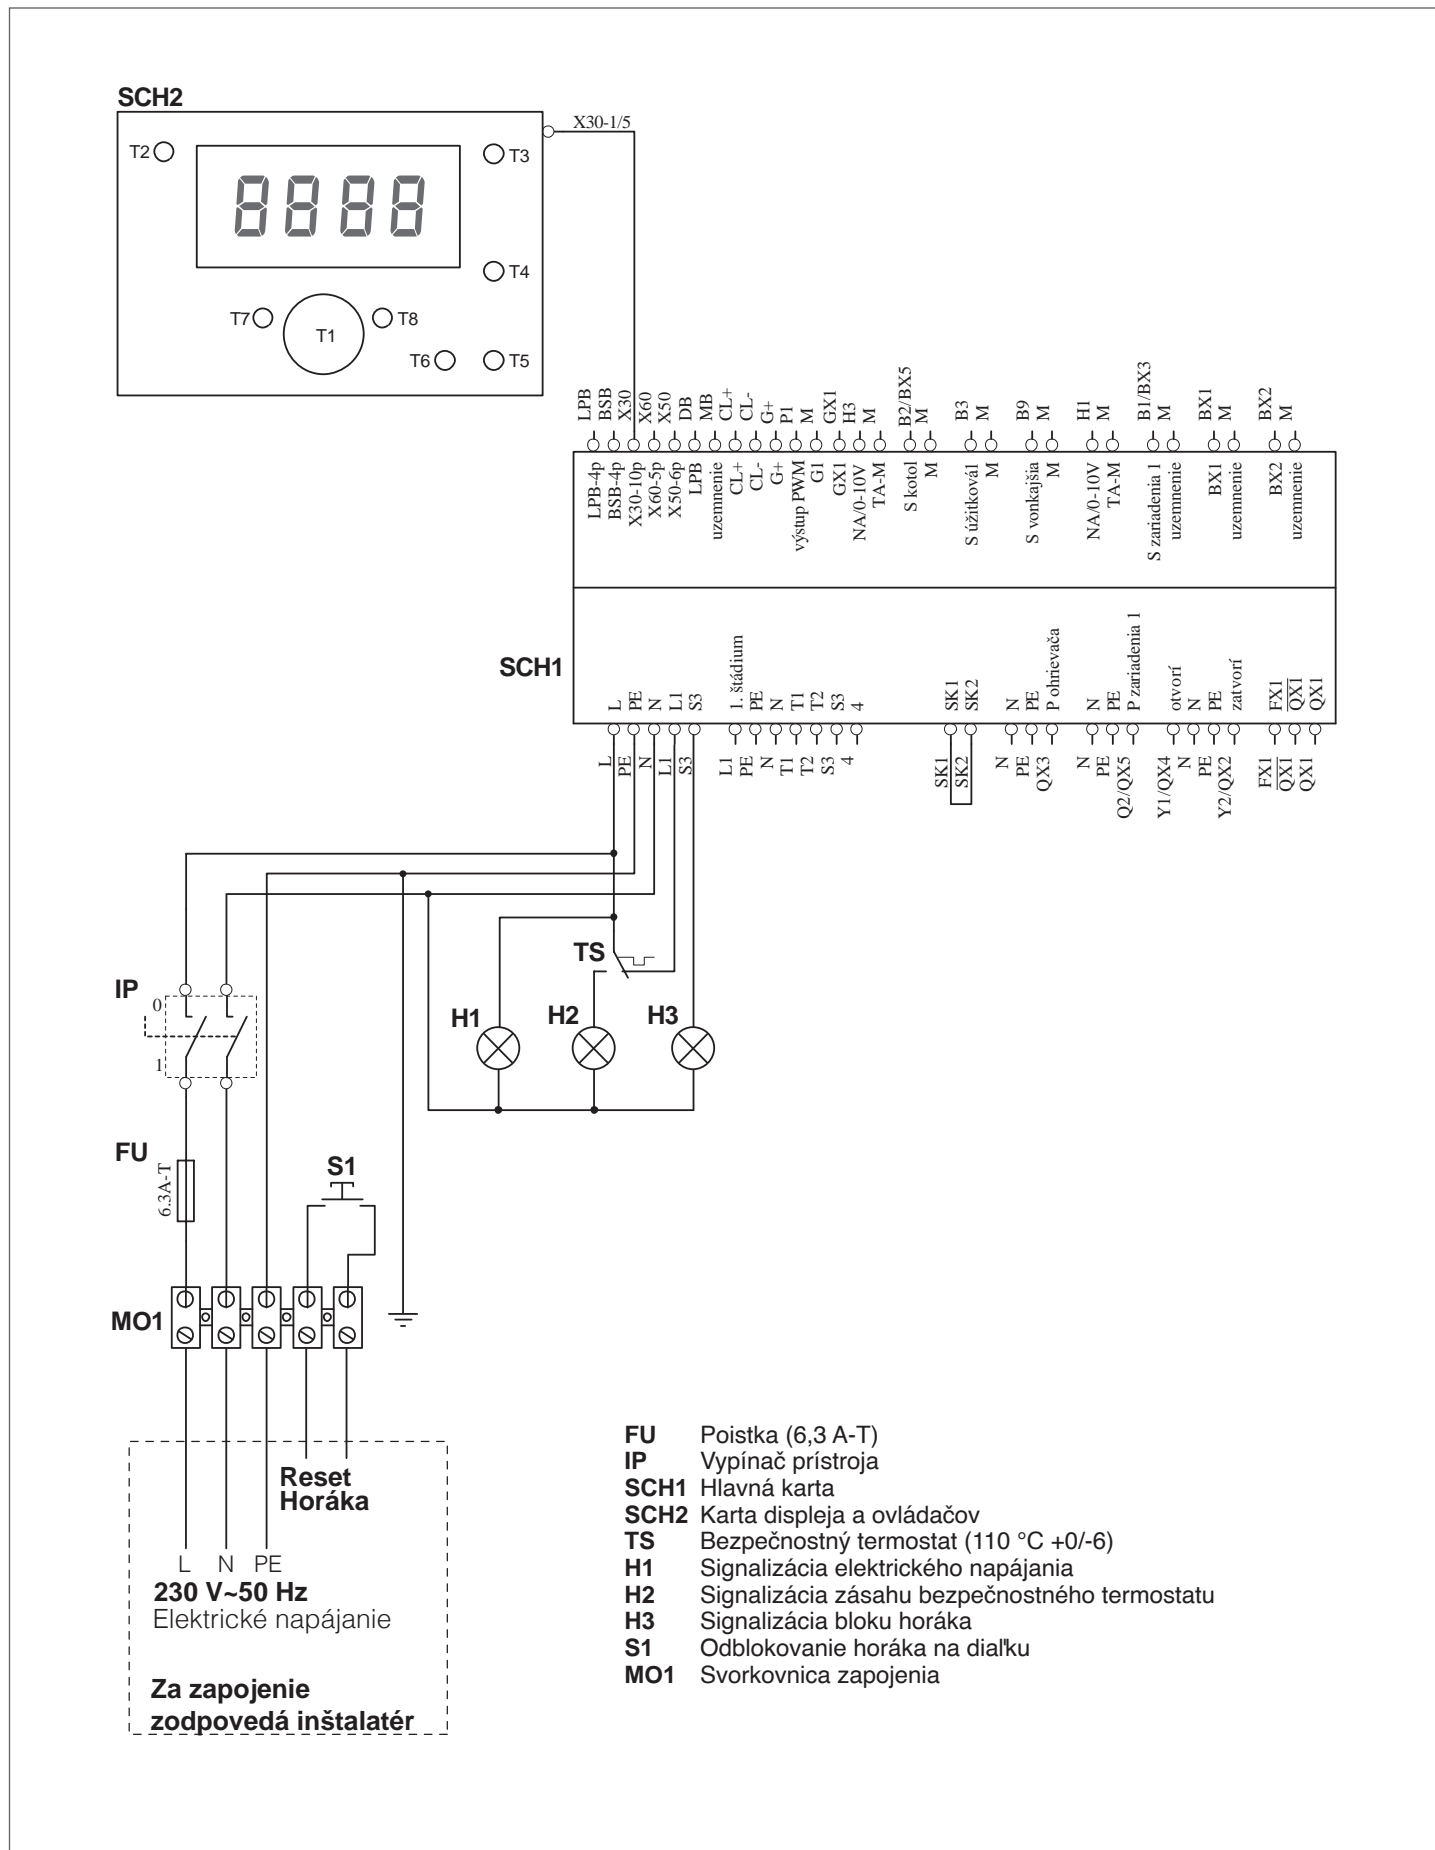 SCH2
X30-1/5
T2
T3
T4
T7
T8
T1
T6
T5
LPB
BSB
X30
X60
X50
DB
MB
CL+
CL-
G+
P1
M
GX1
H3
M
B2/BX5
M
B3
M
B9
M
H1
M
B1/BX3
M
BX1
M
BX2
M
LPB-4p
BSB-4p
X30-10p
X60-5p
X50-6p
LPB
uzemnenie
CL+
CL-
G+
výstup PWM
G1
GX1
NA/0-10V
TA-M
S kotol
M
S úžitkovál
M
S vonkajšia
M
NA/0-10V
TA-M
S zariadenia 1
uzemnenie
BX1
uzemnenie
BX2
uzemnenie
SCH1
L
PE
N
L1
S3
1. štádium
PE
N
T1
T2
S3
4
SK1
SK2
N
PE
P ohrievača
N
PE
P zariadenia 1
otvorí
N
PE
zatvorí
FX1
QX1
QX1
L
PE
N
L1
S3
L1
PE
N
T1
T2
S3
4
SK1
SK2
N
PE
QX3
N
PE
Q2/QX5
Y1/QX4
N
PE
Y2/QX2
FX1
QX1
QX1
TS
IP
0
1
H1
H2
H3
FU
6.3A-T
S1
MO1
Reset
Horáka
L N PE
230 V~50 Hz
Elektrické napájanie
Za zapojenie
zodpovedá inštalatér
FU Poistka (6,3 A-T)
IP Vypínač prístroja
SCH1 Hlavná karta
SCH2 Karta displeja a ovládačov
TS Bezpečnostný termostat (110 °C +0/-6)
H1 Signalizácia elektrického napájania
H2 Signalizácia zásahu bezpečnostného termostatu
H3 Signalizácia bloku horáka
S1 Odblokovanie horáka na diaľku
MO1 Svorkovnica zapojenia